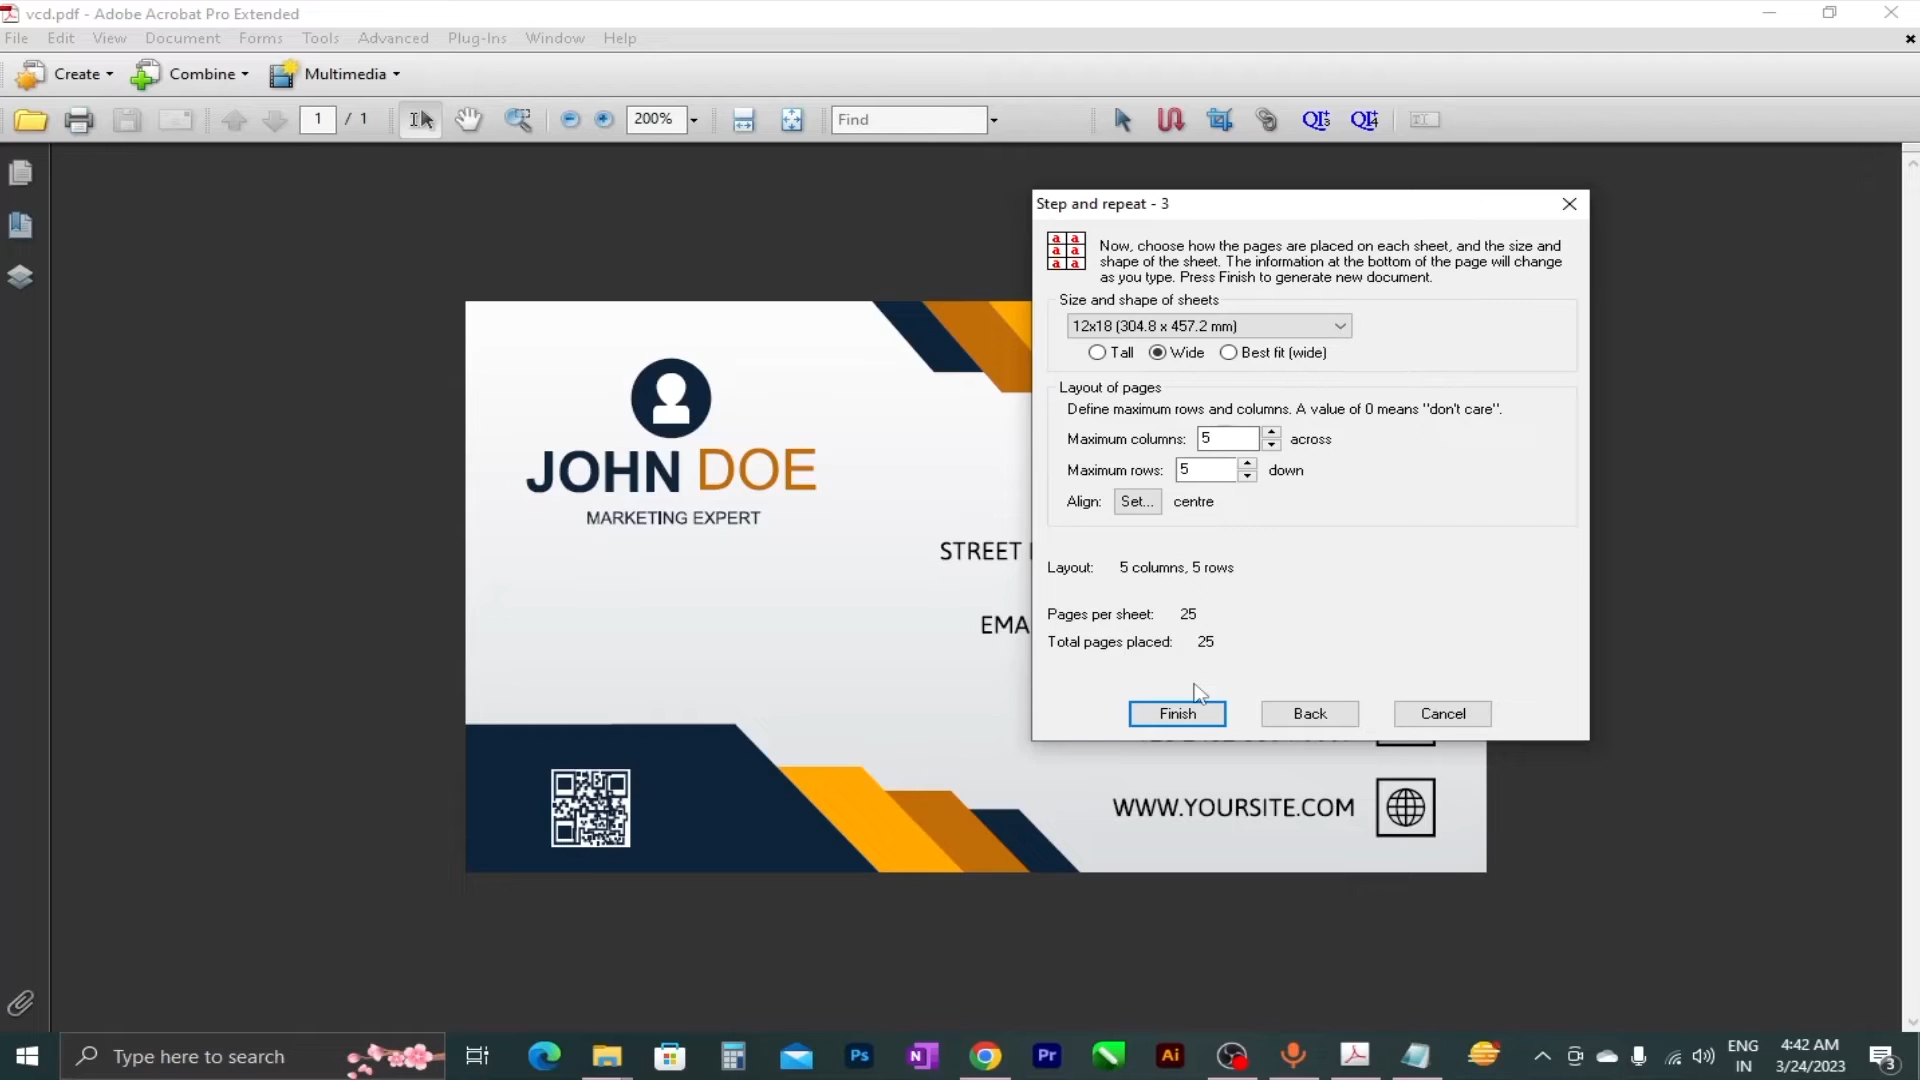 vcd.pdf - Adobe Acrobat Pro Extended
File Edit View Document Forms Tools Advanced Plug-Ins Window Help
Create Combine Multimedia
1 / 1 200% Find QI3 QI4
Step and repeat - 3
Now, choose how the pages are placed on each sheet, and the size and
shape of the sheet. The information at the bottom of the page will change
as you type. Press Finish to generate new document.
Size and shape of sheets
12x18 (304.8 x 457.2 mm)
Tall Wide Best fit (wide)
Layout of pages
Define maximum rows and columns. A value of 0 means "don't care".
Maximum columns: 5 across
Maximum rows: 5 down
Align: Set... centre
Layout: 5 columns, 5 rows
Pages per sheet: 25
Total pages placed: 25
Finish Back Cancel
JOHN DOE
MARKETING EXPERT
STREET
EMA
WWW.YOURSITE.COM
Type here to search
Ps N Pr Ai
ENG
IN
4:42 AM
3/24/2023
3